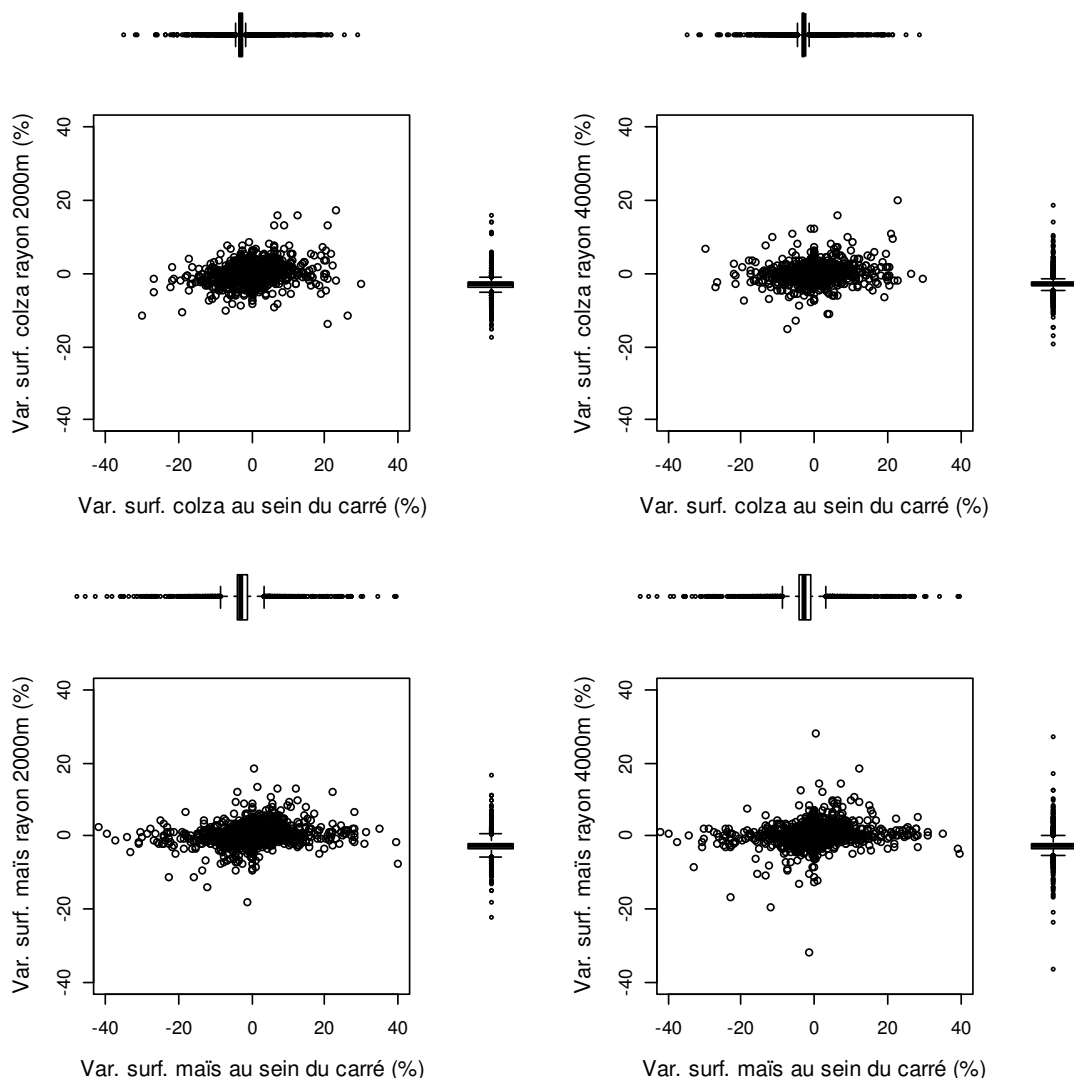 Var. surf. colza rayon 2000m (%)
40
20
0
-20
-40
-40 -20 0 20 40
Var. surf. colza au sein du carré (%)
Var. surf. colza rayon 4000m (%)
40
20
0
-20
-40
-40 -20 0 20 40
Var. surf. colza au sein du carré (%)
Var. surf. maïs rayon 2000m (%)
40
20
0
-20
-40
-40 -20 0 20 40
Var. surf. maïs au sein du carré (%)
Var. surf. maïs rayon 4000m (%)
40
20
0
-20
-40
-40 -20 0 20 40
Var. surf. maïs au sein du carré (%)